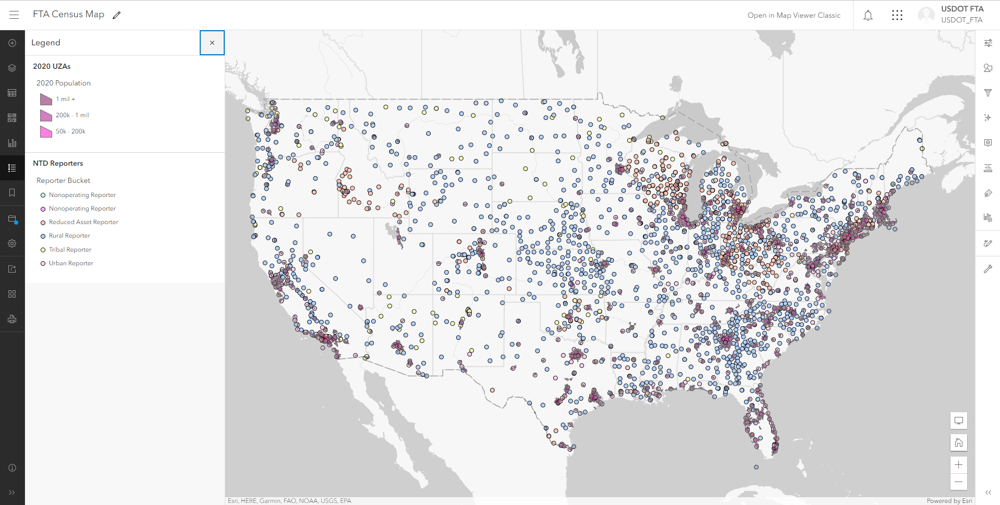 FTA Census Map
Open in Map Viewer Classic
USDOT FTA
USDOT_FTA
Legend
2020 UZAs
2020 Population
1 mil +
200k - 1 mil
50k - 200k
NTD Reporters
Reporter Bucket
Nonoperating Reporter
Nonoperating Reporter
Reduced Asset Reporter
Rural Reporter
Tribal Reporter
Urban Reporter
Esri, HERE, Garmin, FAO, NOAA, USGS, EPA
Powered by Esri